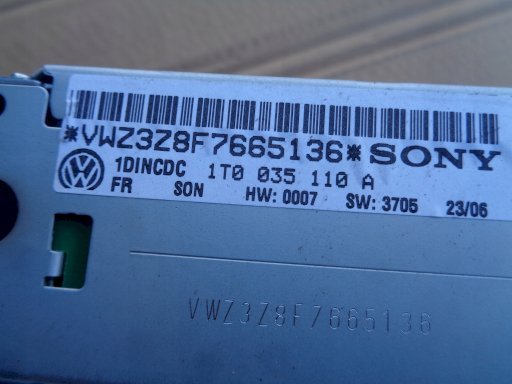 *VWZ3Z8F7665136* SONY
1DINCDC 1T0 035 110 A
FR SON HW: 0007 SW: 3705 23/06
VWZ3Z8F7665136